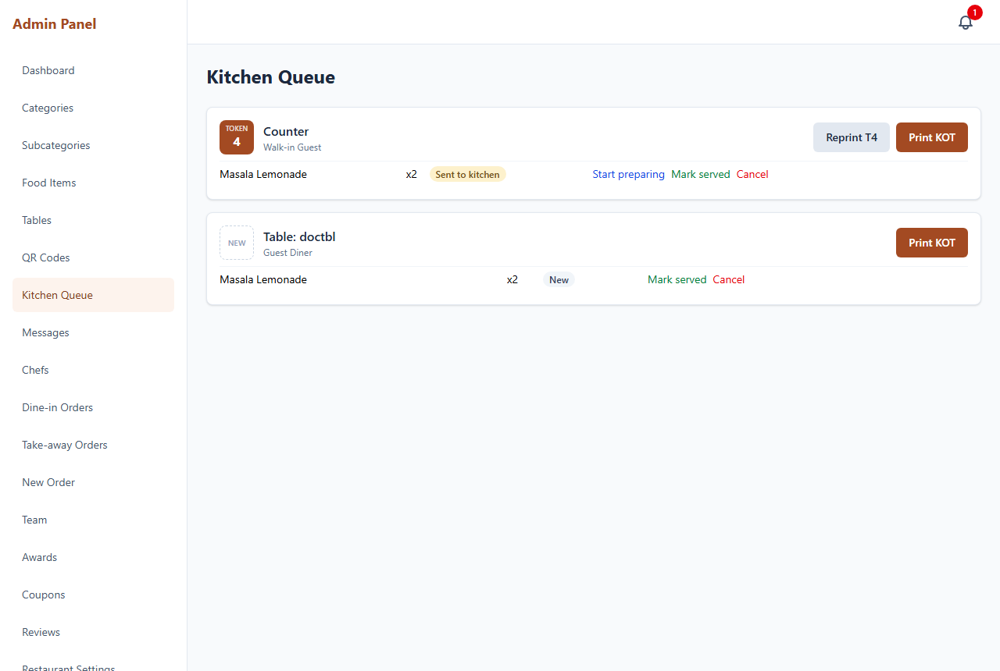 Admin Panel
1
Dashboard
Categories
Subcategories
Food Items
Tables
QR Codes
Kitchen Queue
Messages
Chefs
Dine-in Orders
Take-away Orders
New Order
Team
Awards
Coupons
Reviews
Restaurant Settings
Kitchen Queue
TOKEN
4
Counter
Walk-in Guest
Reprint T4
Print KOT
Masala Lemonade x2 Sent to kitchen Start preparing Mark served Cancel
NEW
Table: doctbl
Guest Diner
Print KOT
Masala Lemonade x2 New Mark served Cancel